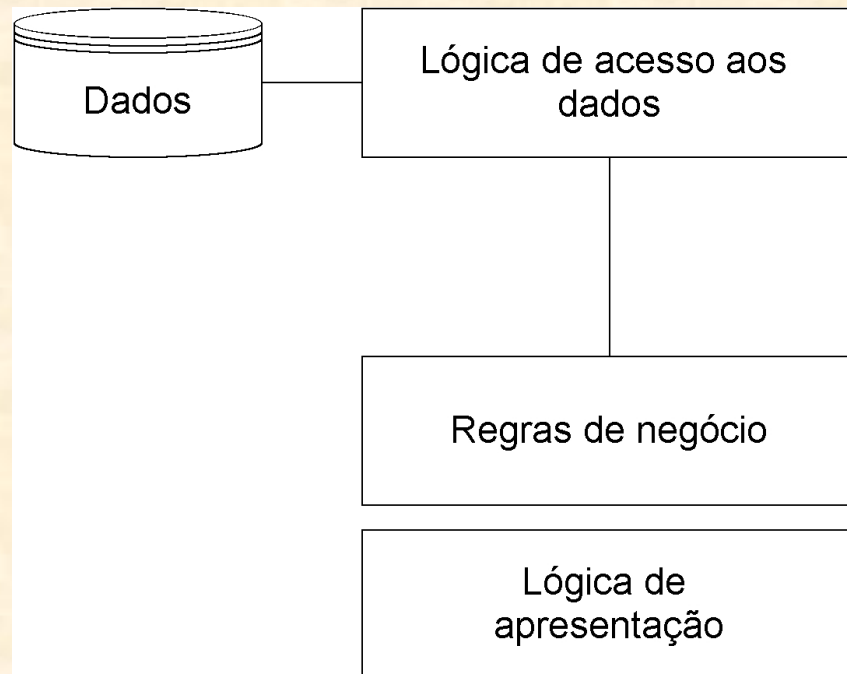 Dados
Lógica de acesso aos
dados
Regras de negócio
Lógica de
apresentação